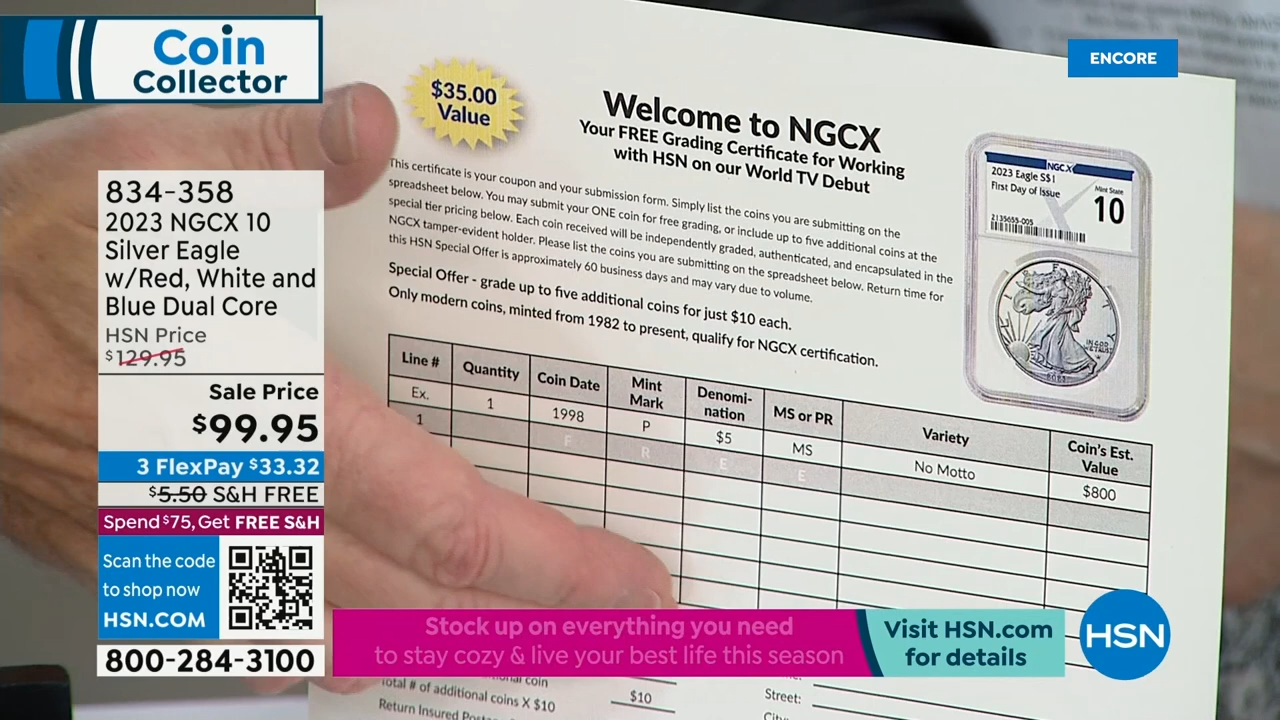 Coin
Collector
ENCORE
834-358
2023 NGCX 10
Silver Eagle
w/Red, White and
Blue Dual Core
HSN Price
$129.95
Sale Price
$99.95
3 FlexPay $33.32
$5.50 S&H FREE
Spend $75, Get FREE S&H
Scan the code
to shop now
HSN.COM
800-284-3100
$35.00
Value
Welcome to NGCX
Your FREE Grading Certificate for Working
with HSN on our World TV Debut
This certificate is your coupon and your submission form. Simply list the coins you are submitting on the
spreadsheet below. You may submit your ONE coin for free grading, or include up to five additional coins at the
special tier pricing below. Each coin received will be independently graded, authenticated, and encapsulated in the
NGCX tamper-evident holder. Please list the coins you are submitting on the spreadsheet below. Return time for
this HSN Special Offer is approximately 60 business days and may vary due to volume.
Special Offer - grade up to five additional coins for just $10 each.
Only modern coins, minted from 1982 to present, qualify for NGCX certification.
NGCX
2023 Eagle S$1
First Day of Issue
Mint State
10
2135655-005
IN GOD
WE TRUST
Line # Quantity Coin Date Mint Mark Denomi-nation MS or PR Variety Coin's Est. Value
Ex. 1 1998 P $5 MS No Motto $800
1 F R E E
Total # of additional coins X $10 $10
Street:
Stock up on everything you need
to stay cozy & live your best life this season
Visit HSN.com
for details
HSN